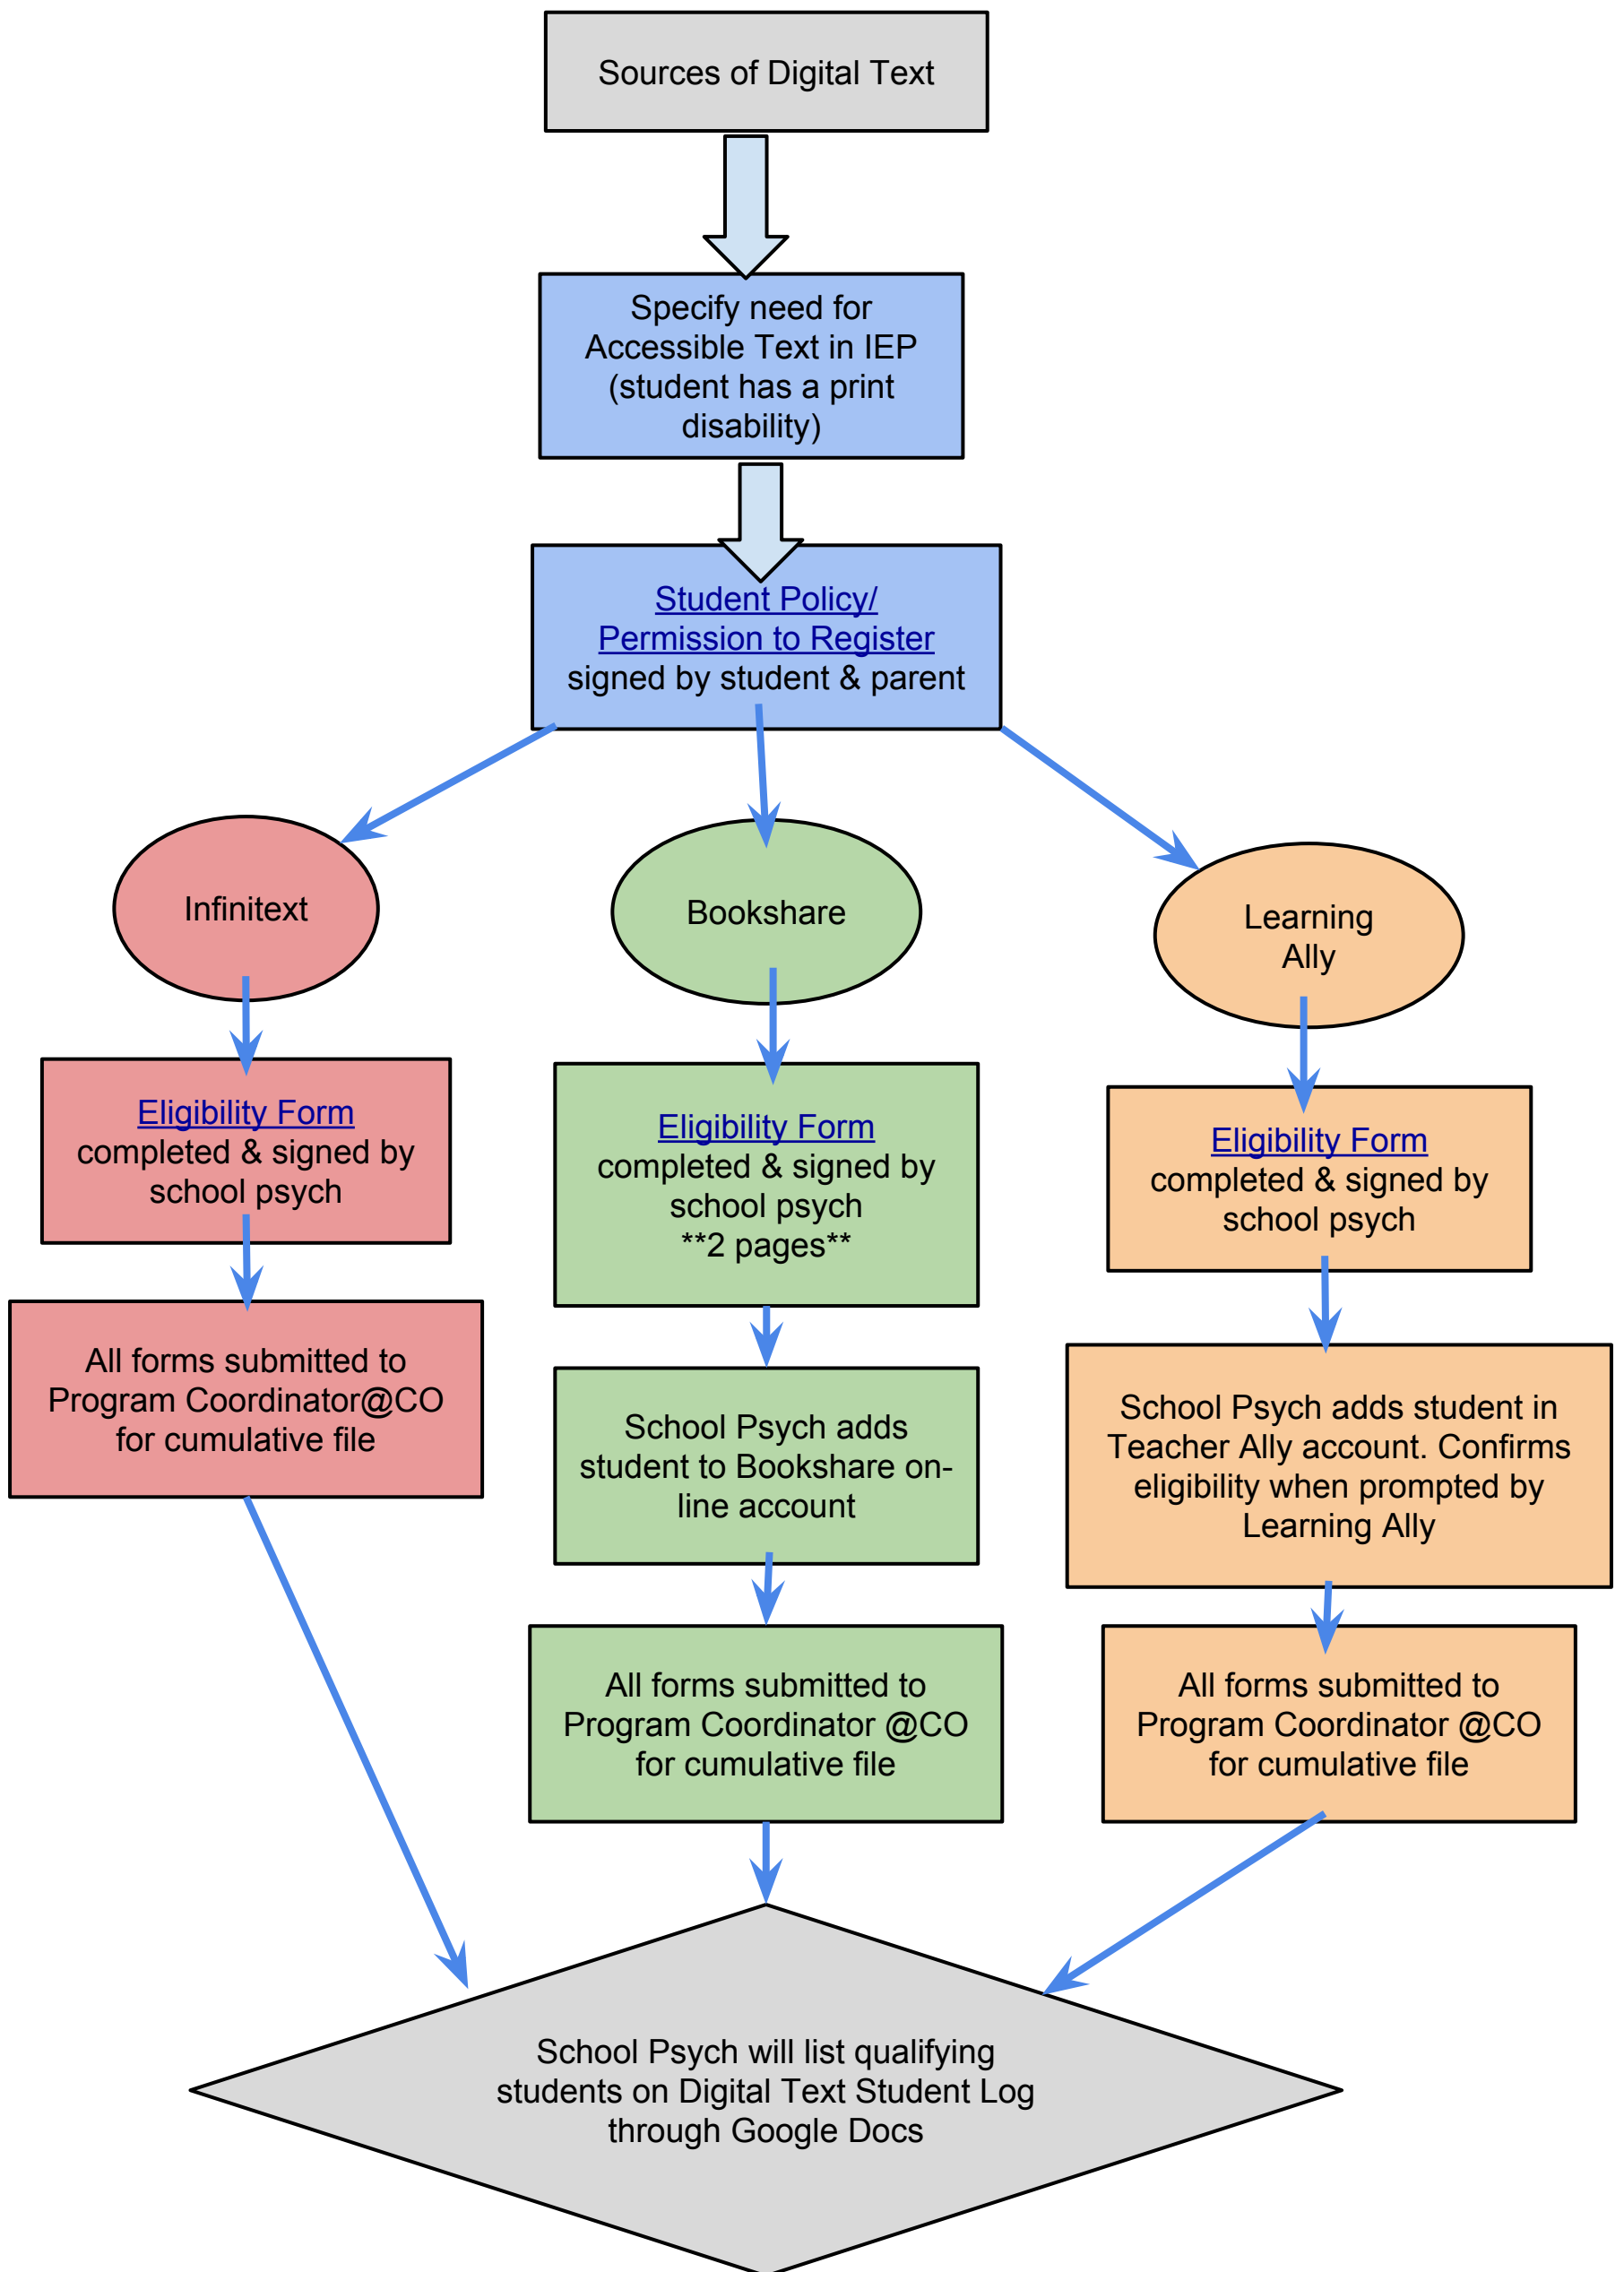 Sources of Digital Text
Specify need for
Accessible Text in IEP
(student has a print
disability)
Student Policy/
Permission to Register
signed by student & parent
Infinitext
Bookshare
Learning
Ally
Eligibility Form
completed & signed by
school psych
Eligibility Form
completed & signed by
school psych
**2 pages**
Eligibility Form
completed & signed by
school psych
All forms submitted to
Program Coordinator@CO
for cumulative file
School Psych adds
student to Bookshare on-
line account
School Psych adds student in
Teacher Ally account. Confirms
eligibility when prompted by
Learning Ally
All forms submitted to
Program Coordinator @CO
for cumulative file
All forms submitted to
Program Coordinator @CO
for cumulative file
School Psych will list qualifying
students on Digital Text Student Log
through Google Docs